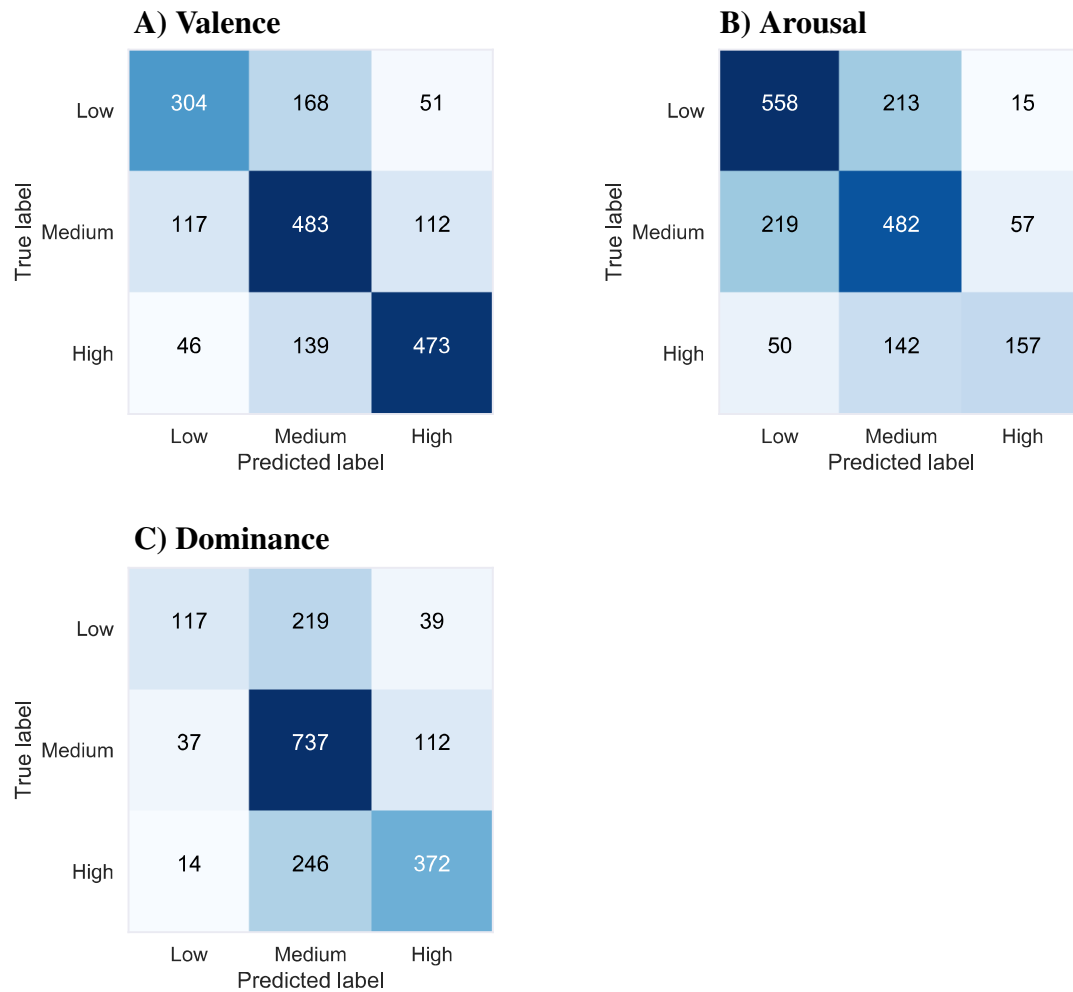 A) Valence
True label
Low 304 168 51
Medium 117 483 112
High 46 139 473
Low Medium High
Predicted label
B) Arousal
True label
Low 558 213 15
Medium 219 482 57
High 50 142 157
Low Medium High
Predicted label
C) Dominance
True label
Low 117 219 39
Medium 37 737 112
High 14 246 372
Low Medium High
Predicted label